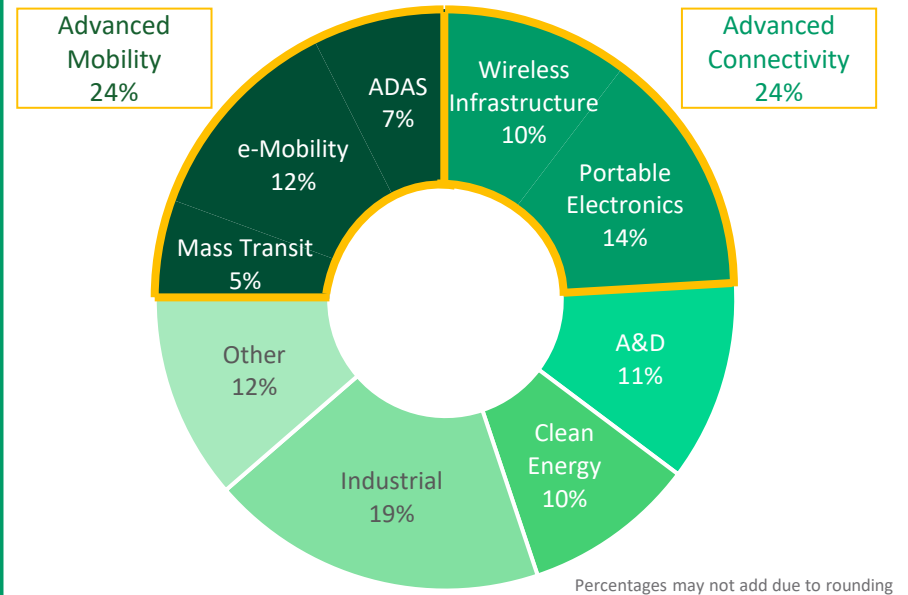 Advanced
Mobility
24%
Advanced
Connectivity
24%
ADAS
7%
Wireless
Infrastructure
10%
e-Mobility
12%
Portable
Electronics
14%
Mass Transit
5%
Other
12%
A&D
11%
Clean
Energy
10%
Industrial
19%
Percentages may not add due to rounding